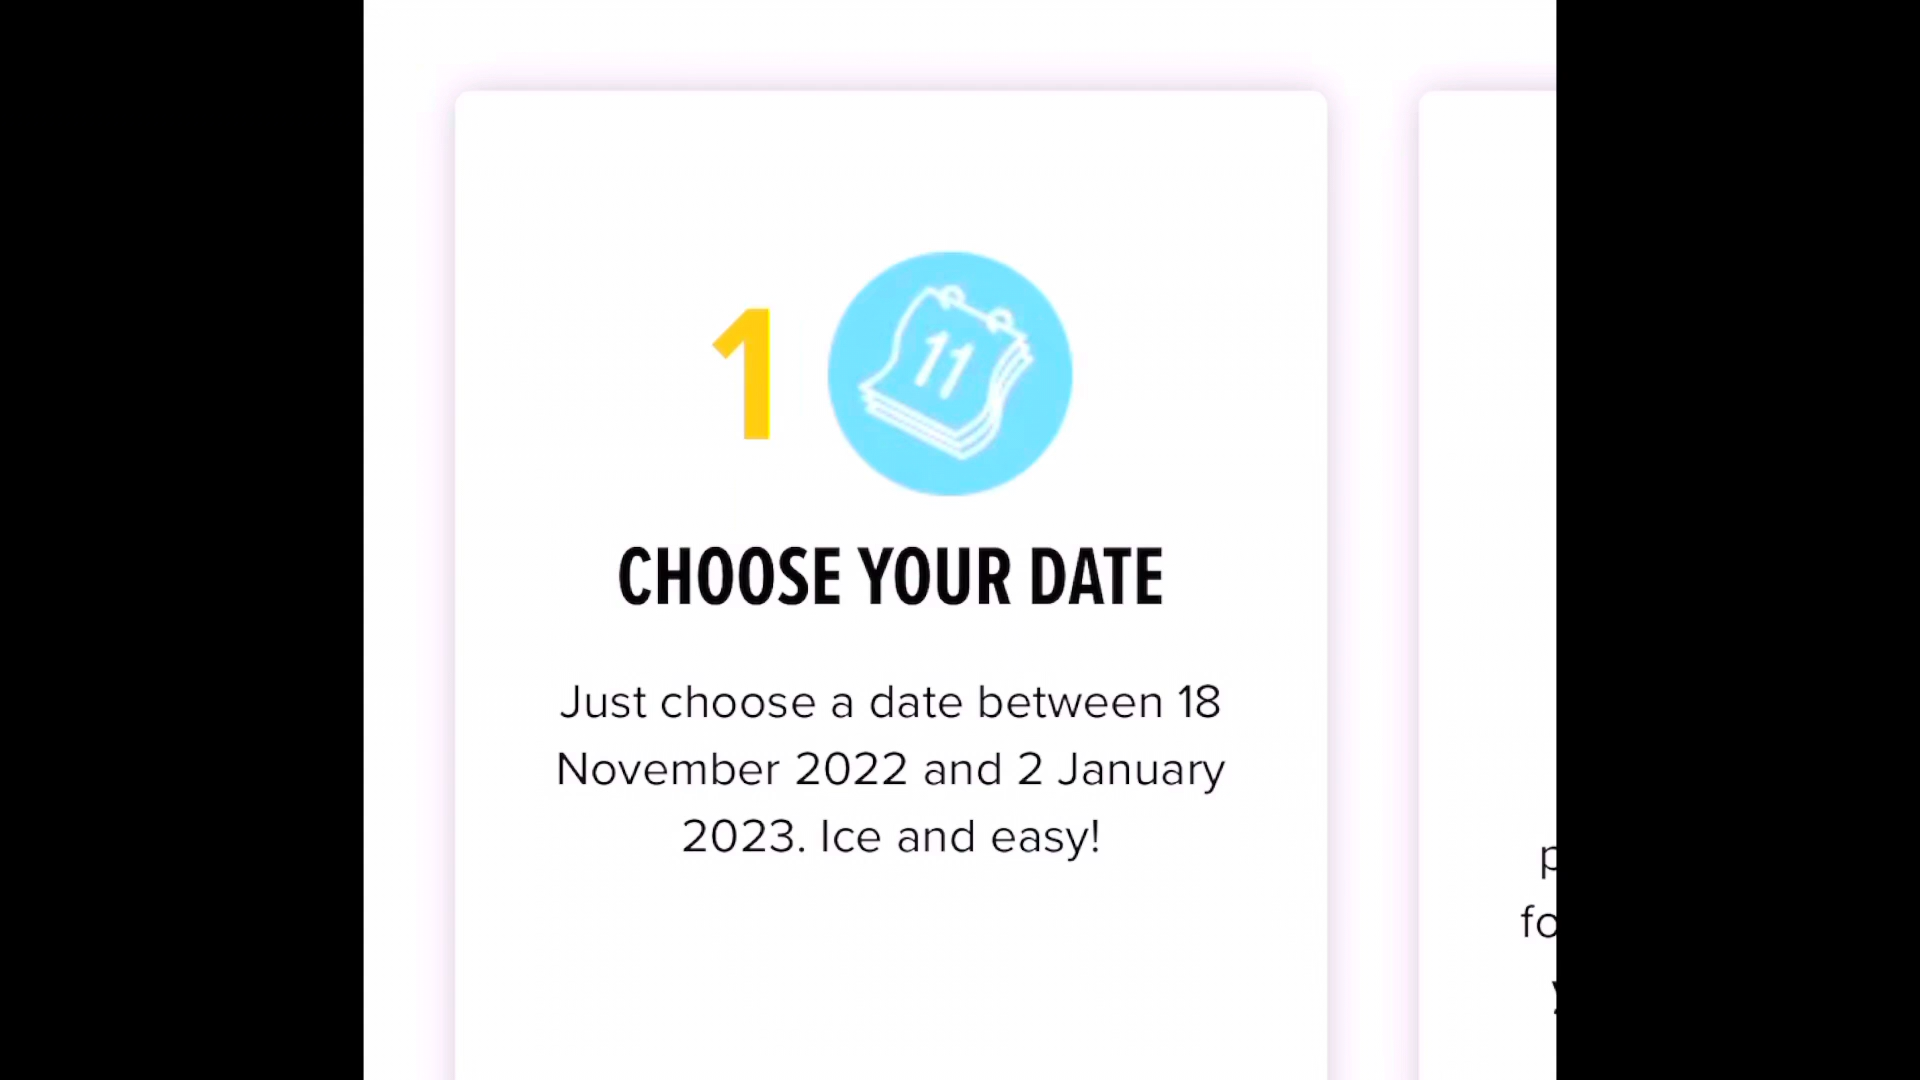 1
11
CHOOSE YOUR DATE
Just choose a date between 18
November 2022 and 2 January
2023. Ice and easy!
fo